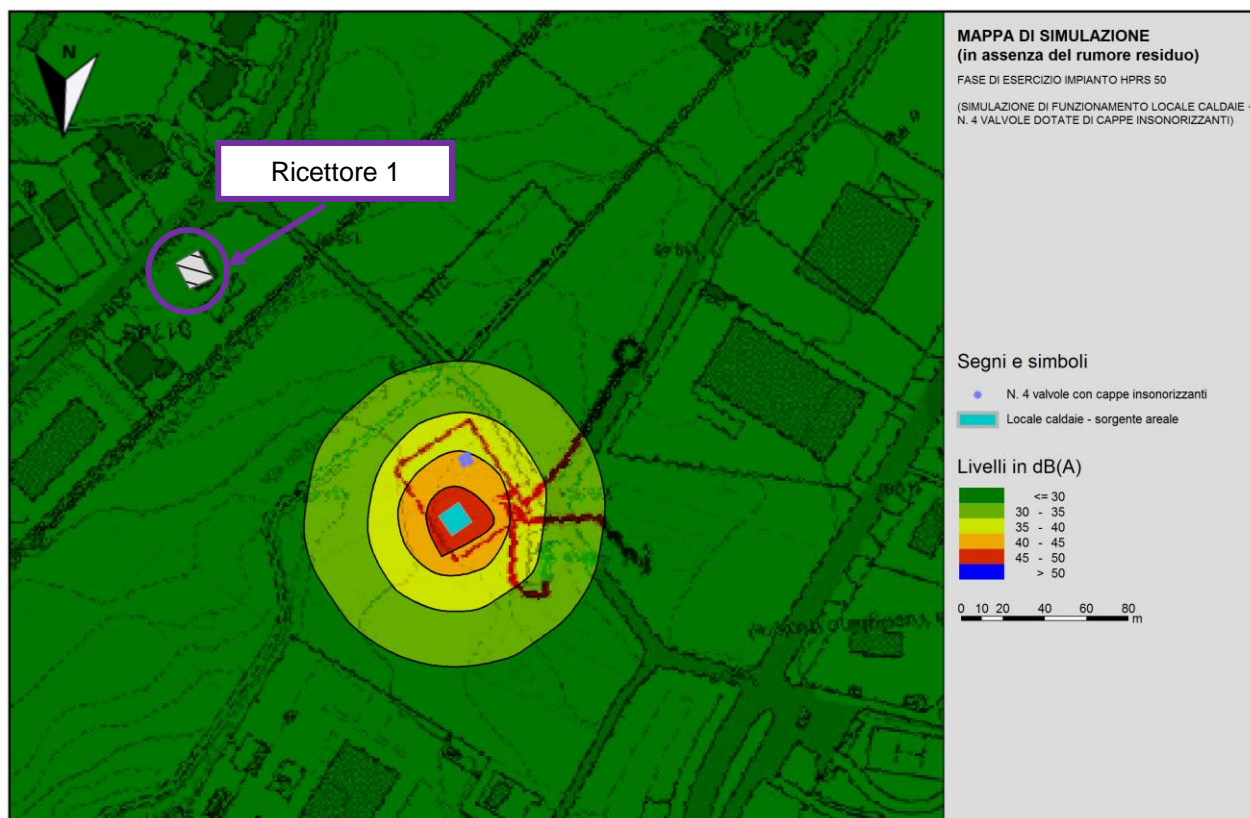 N
Ricettore 1
MAPPA DI SIMULAZIONE
(in assenza del rumore residuo)
FASE DI ESERCIZIO IMPIANTO HPRS 50
(SIMULAZIONE DI FUNZIONAMENTO LOCALE CALDAIE +
N. 4 VALVOLE DOTATE DI CAPPE INSONORIZZANTI)
Segni e simboli
N. 4 valvole con cappe insonorizzanti
Locale caldaie - sorgente areale
Livelli in dB(A)
<= 30
30 - 35
35 - 40
40 - 45
45 - 50
> 50
0 10 20 40 60 80
m